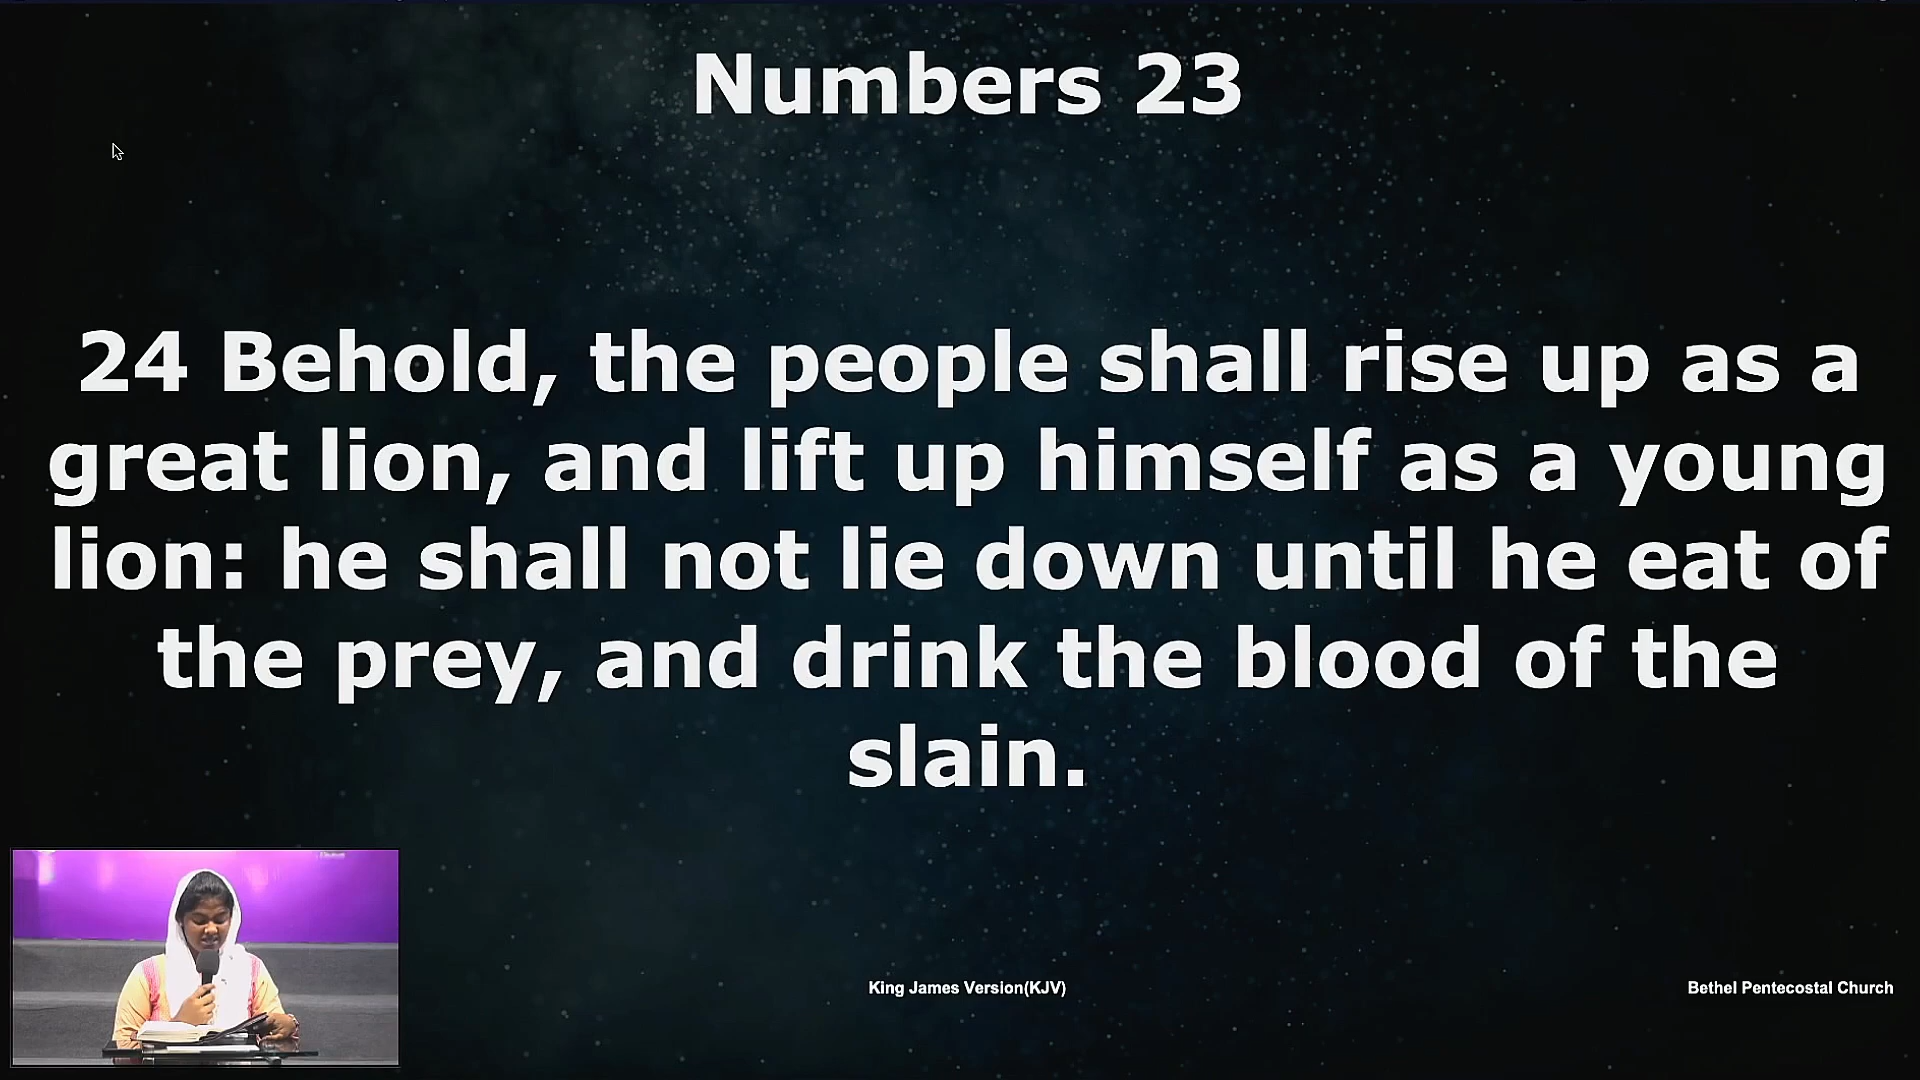 Numbers 23
24 Behold, the people shall rise up as a
great lion, and lift up himself as a young
lion: he shall not lie down until he eat of
the prey, and drink the blood of the
slain.
King James Version(KJV)
Bethel Pentecostal Church